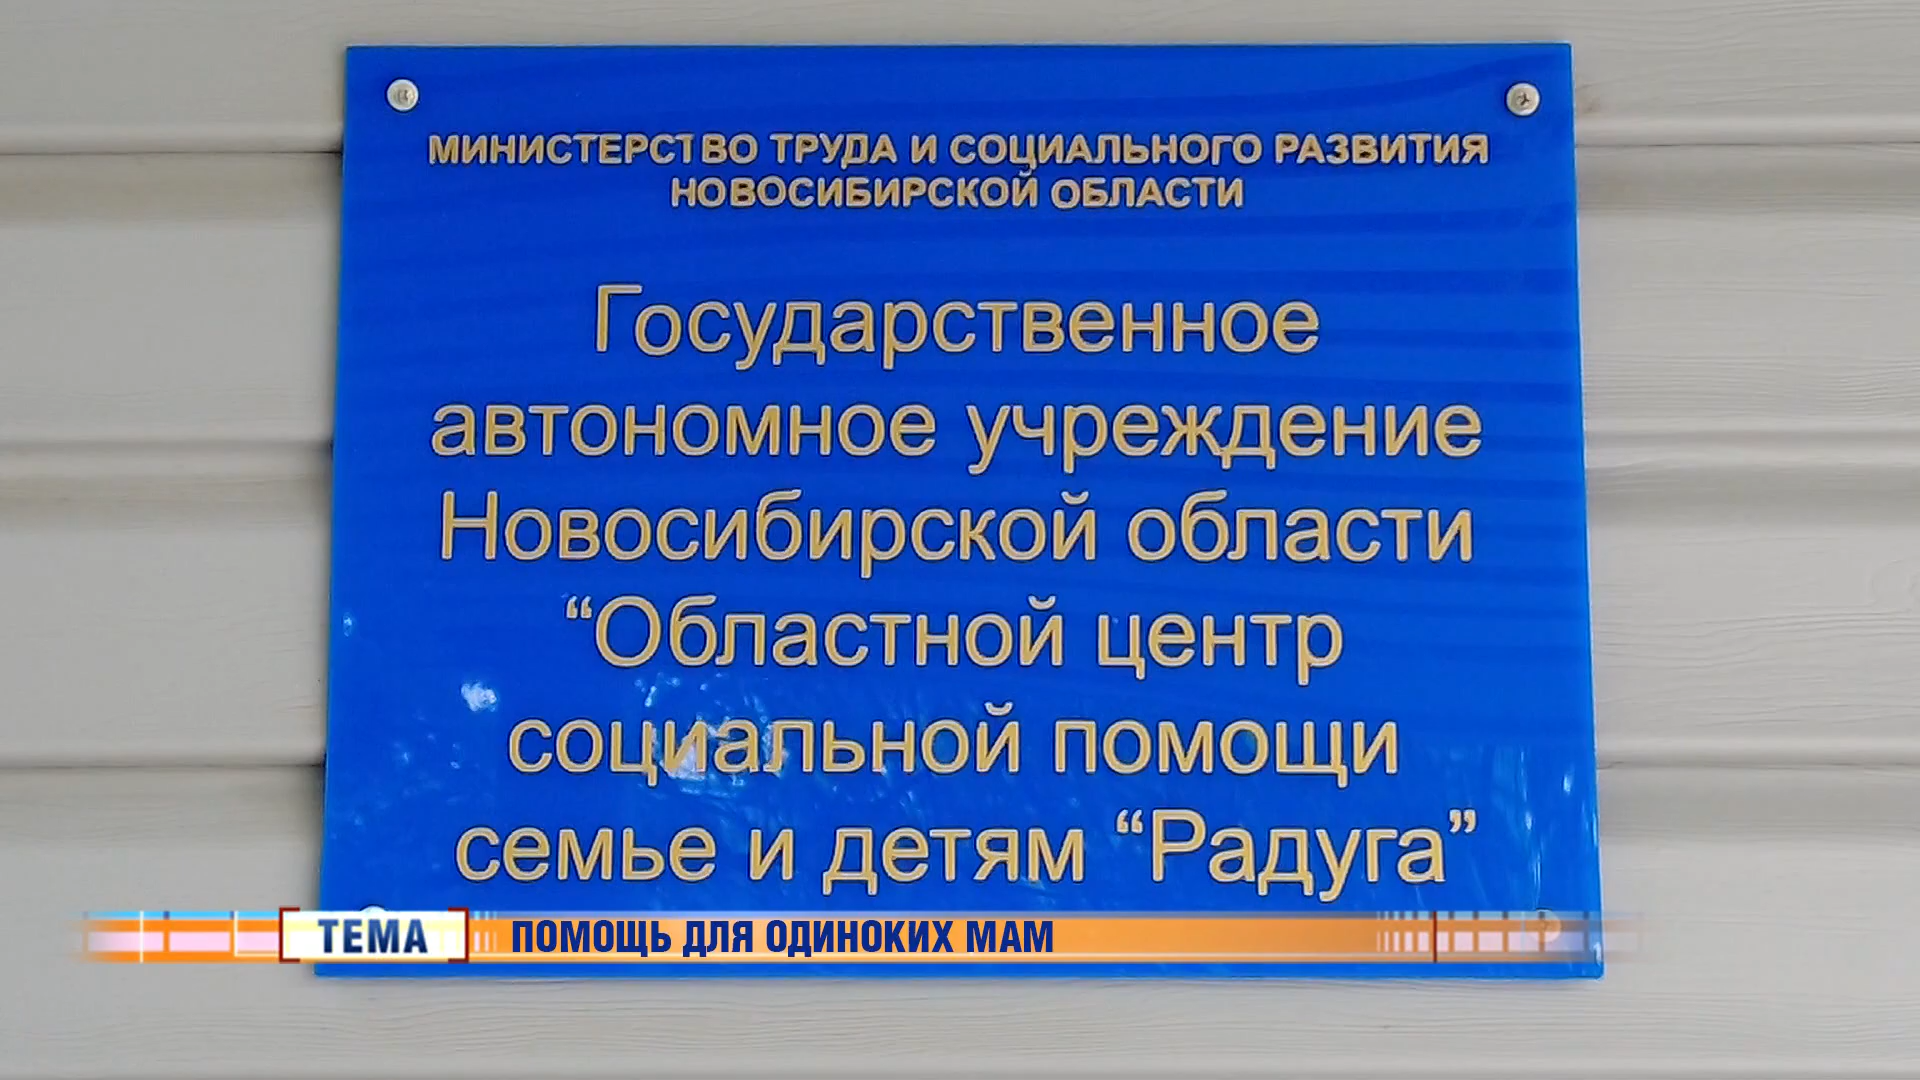 МИНИСТЕРСТВО ТРУДА И СОЦИАЛЬНОГО РАЗВИТИЯ
НОВОСИБИРСКОЙ ОБЛАСТИ
Государственное
автономное учреждение
Новосибирской области
“Областной центр
социальной помощи
семье и детям “Радуга”
ТЕМА ПОМОЩЬ ДЛЯ ОДИНОКИХ МАМ